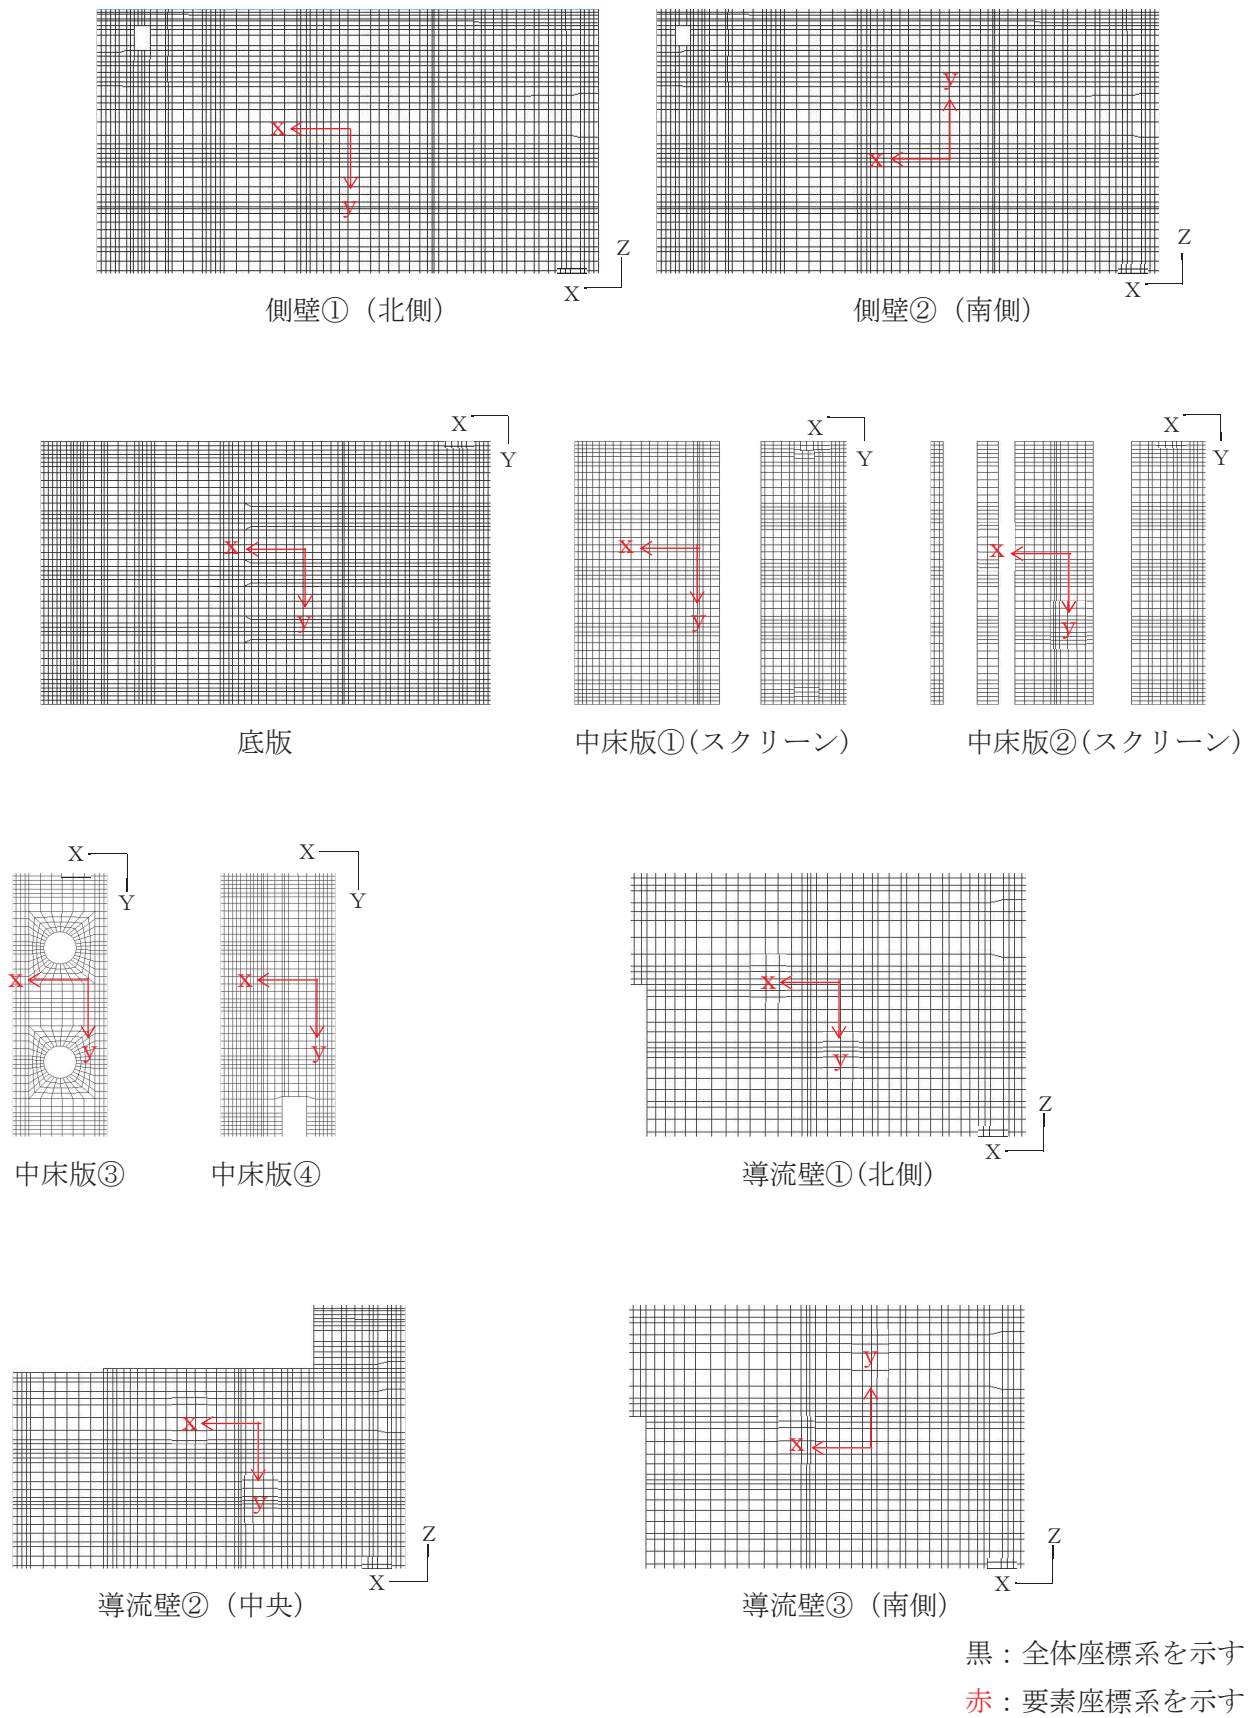 x
y
Z
X
側壁①（北側）
y
x
Z
X
側壁②（南側）
X
Y
x
y
底版
X
Y
x
y
中床版①(スクリーン)
X
Y
x
y
中床版②(スクリーン)
X
Y
x
y
中床版③
X
Y
x
y
中床版④
x
y
Z
X
導流壁①(北側)
x
y
Z
X
導流壁②（中央）
y
x
Z
X
導流壁③（南側）
黒：全体座標系を示す
赤：要素座標系を示す